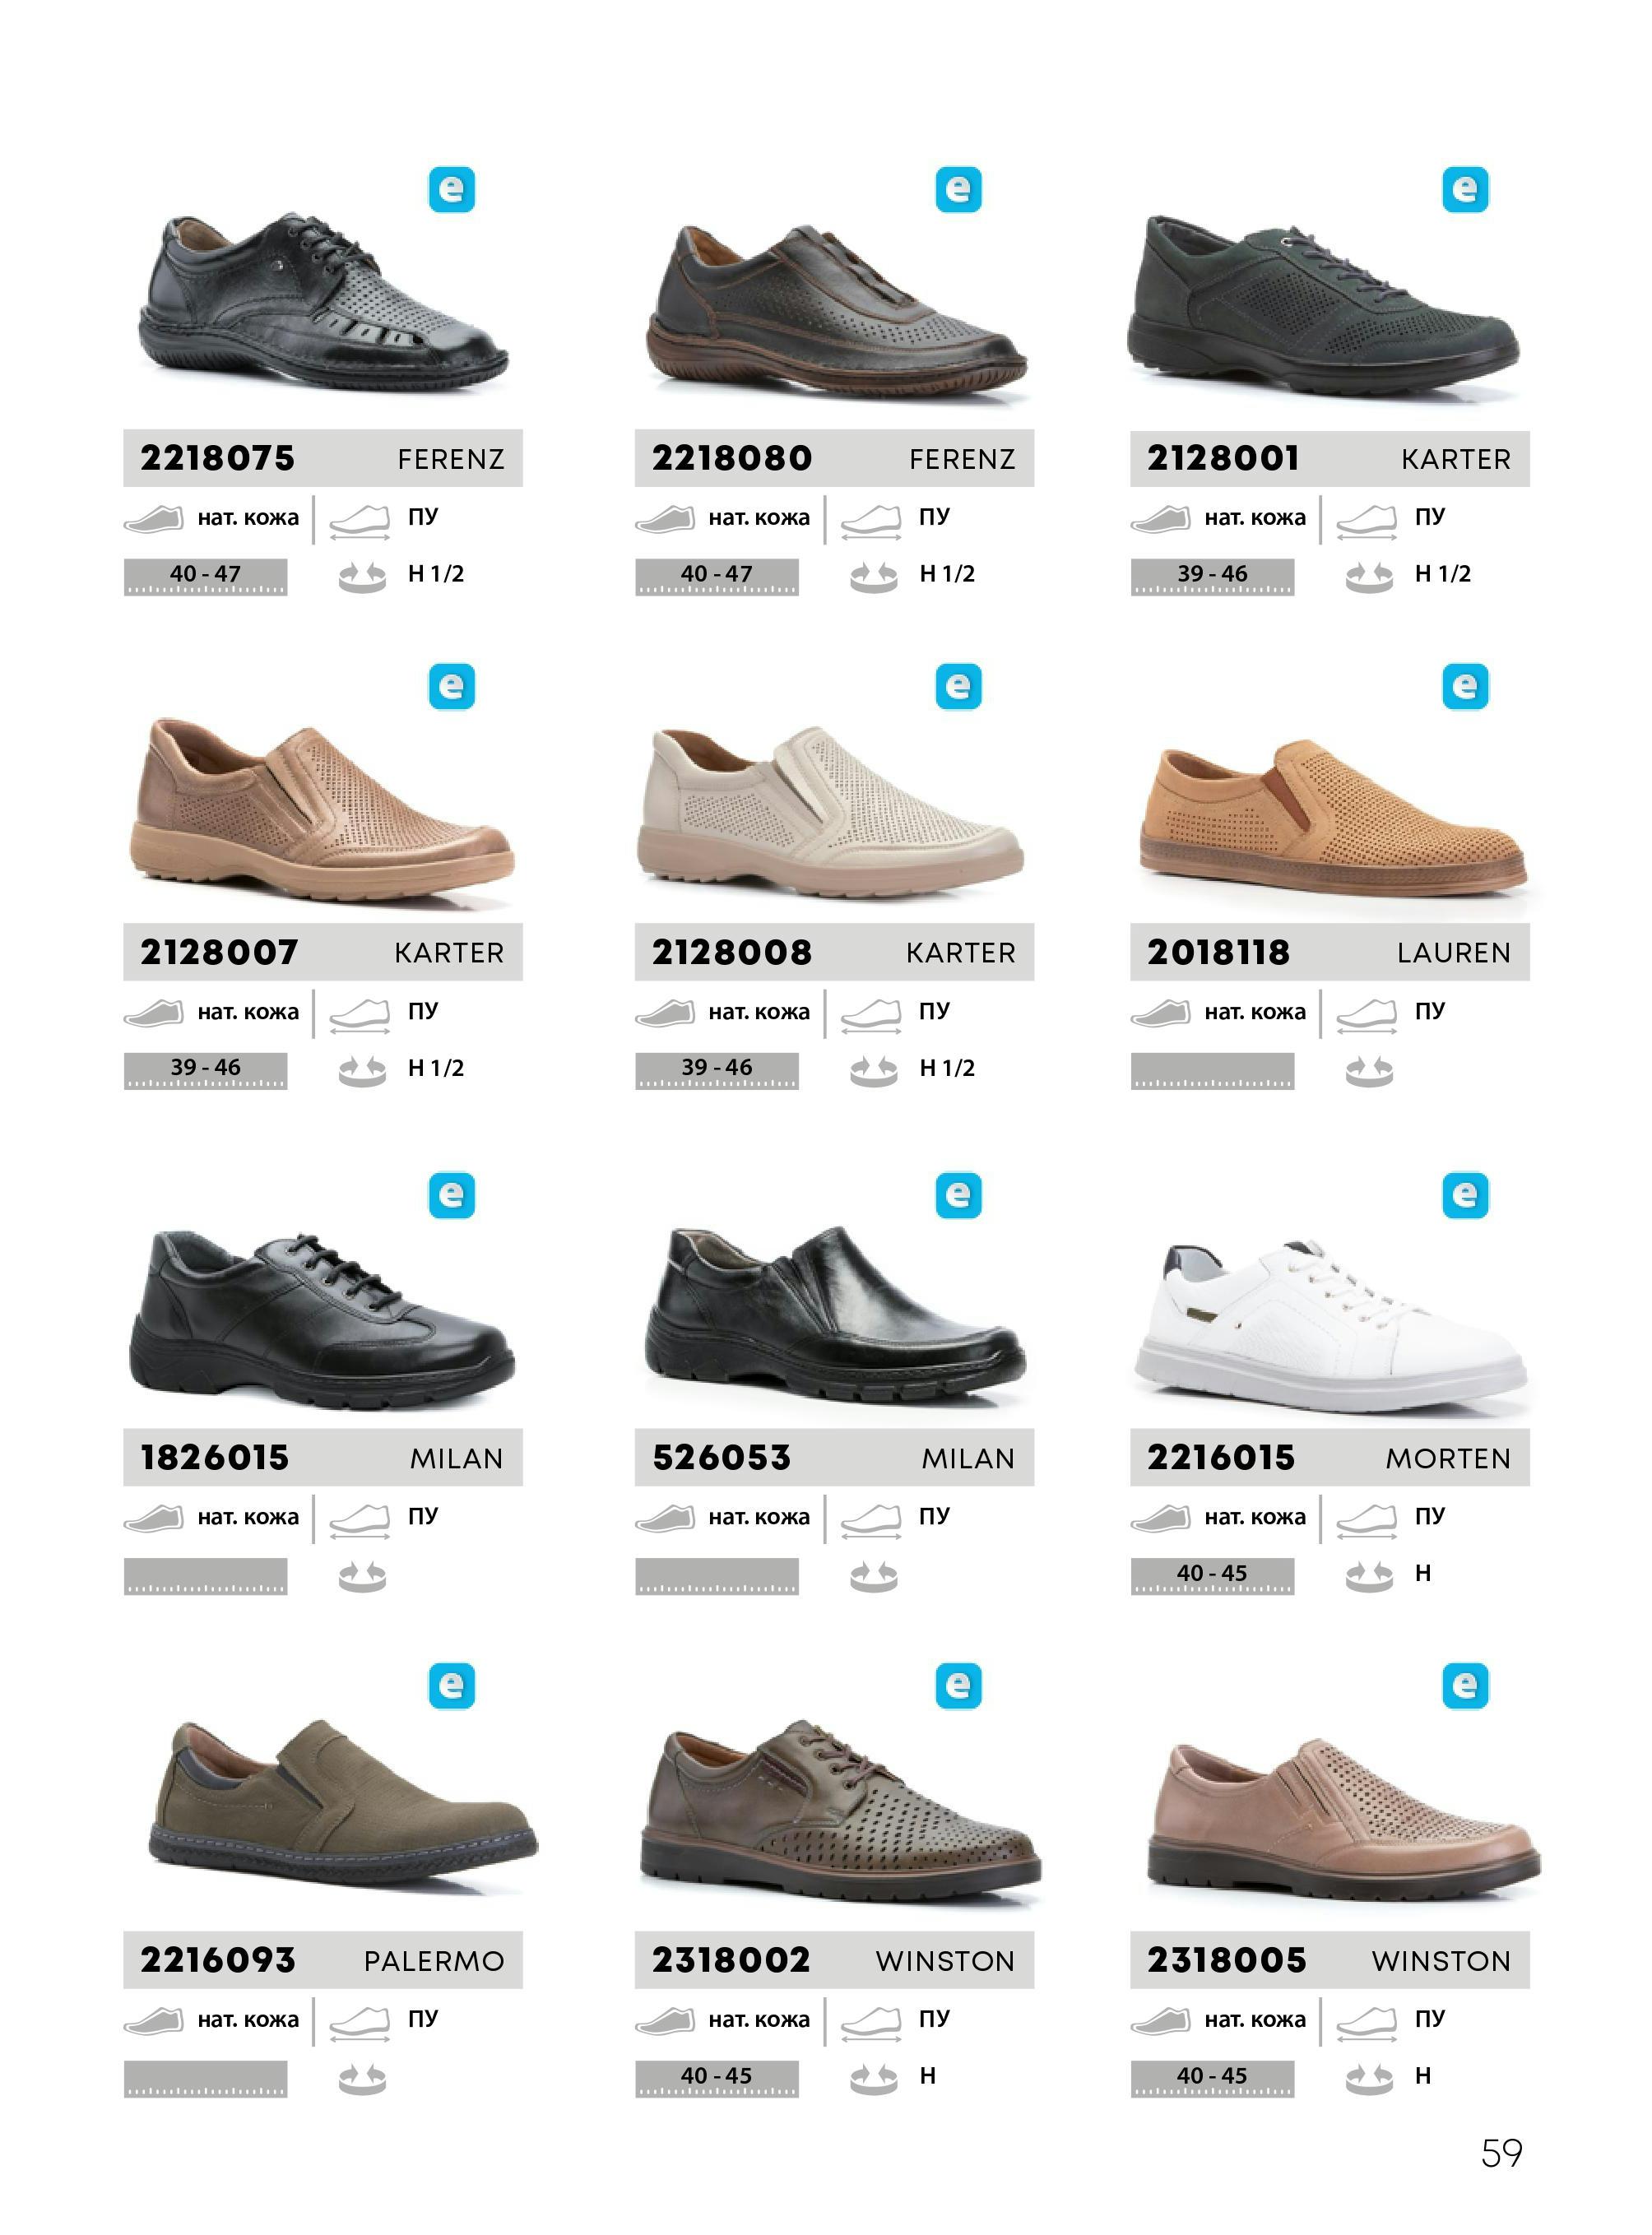 e e e
2218075 FERENZ 2218080 FERENZ 2128001 KARTER
нат. кожа ПУ нат. кожа ПУ нат. кожа ПУ
40 - 47 Н 1/2 40 - 47 Н 1/2 39 - 46 Н 1/2
e e e
2128007 KARTER 2128008 KARTER 2018118 LAUREN
нат. кожа ПУ нат. кожа ПУ нат. кожа ПУ
39 - 46 Н 1/2 39 - 46 Н 1/2
e e e
1826015 MILAN 526053 MILAN 2216015 MORTEN
нат. кожа ПУ нат. кожа ПУ нат. кожа ПУ
40 - 45 Н
e e e
2216093 PALERMO 2318002 WINSTON 2318005 WINSTON
нат. кожа ПУ нат. кожа ПУ нат. кожа ПУ
40 - 45 Н 40 - 45 Н
59